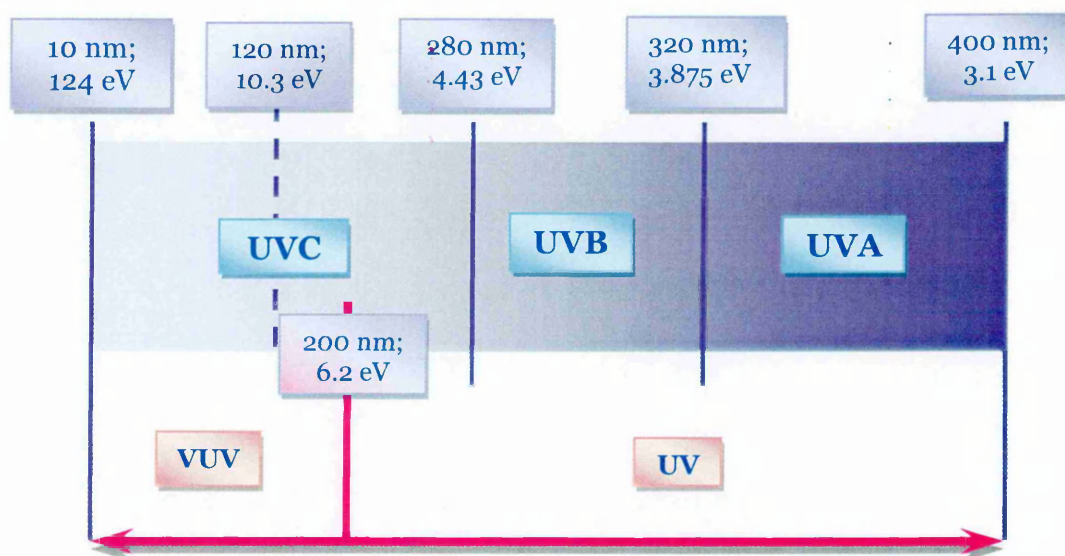 10 nm;
124 eV
120 nm;
10.3 eV
280 nm;
4.43 eV
320 nm;
3.875 eV
400 nm;
3.1 eV
UVC
UVB
UVA
200 nm;
6.2 eV
VUV
UV